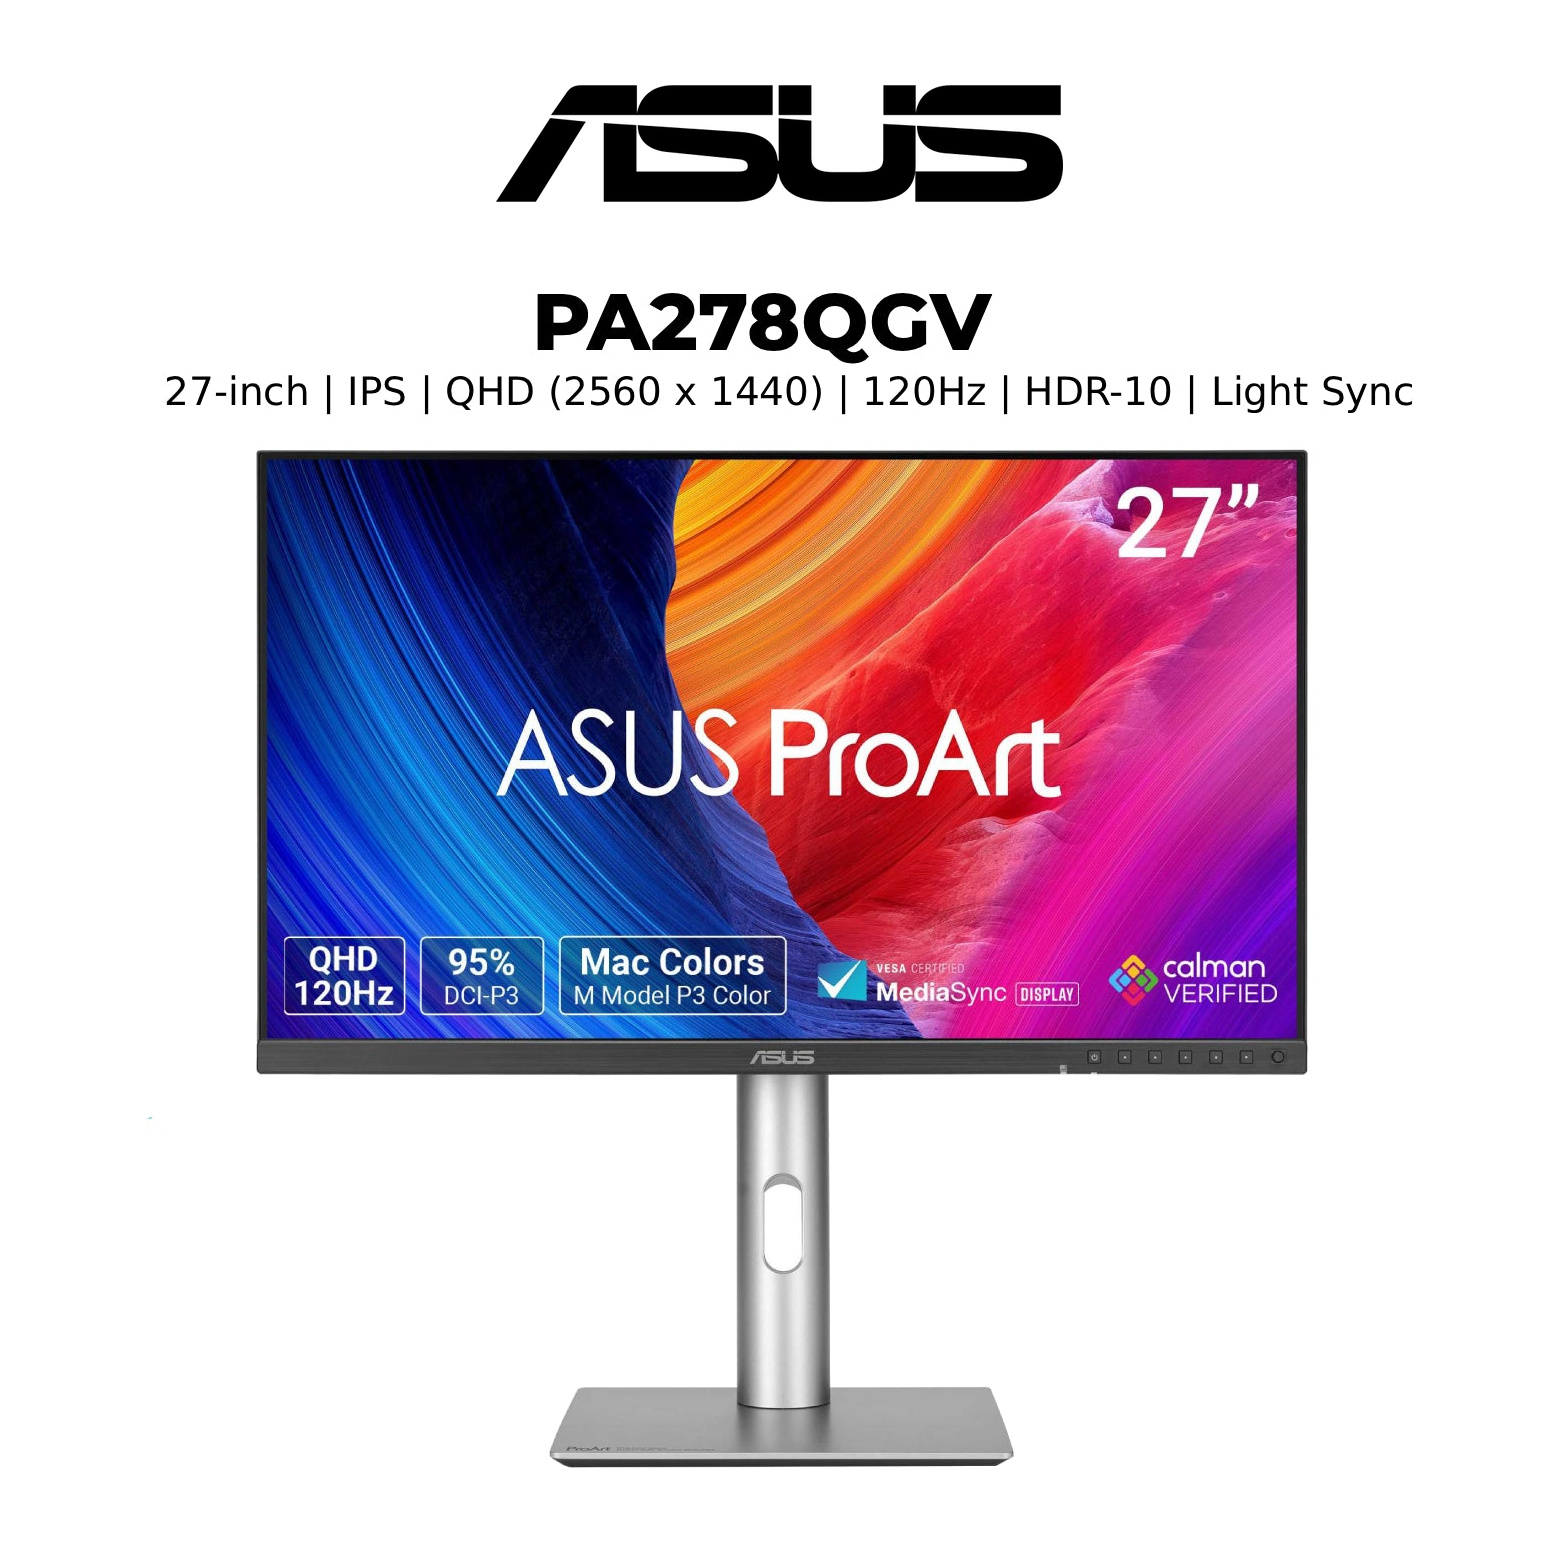 ASUS
PA278QGV
27-inch | IPS | QHD (2560 x 1440) | 120Hz | HDR-10 | Light Sync
27”
ASUS ProArt
QHD
120Hz
95%
DCI-P3
Mac Colors
M Model P3 Color
VESA CERTIFIED
MediaSync DISPLAY
calman
VERIFIED
ASUS
ProArt